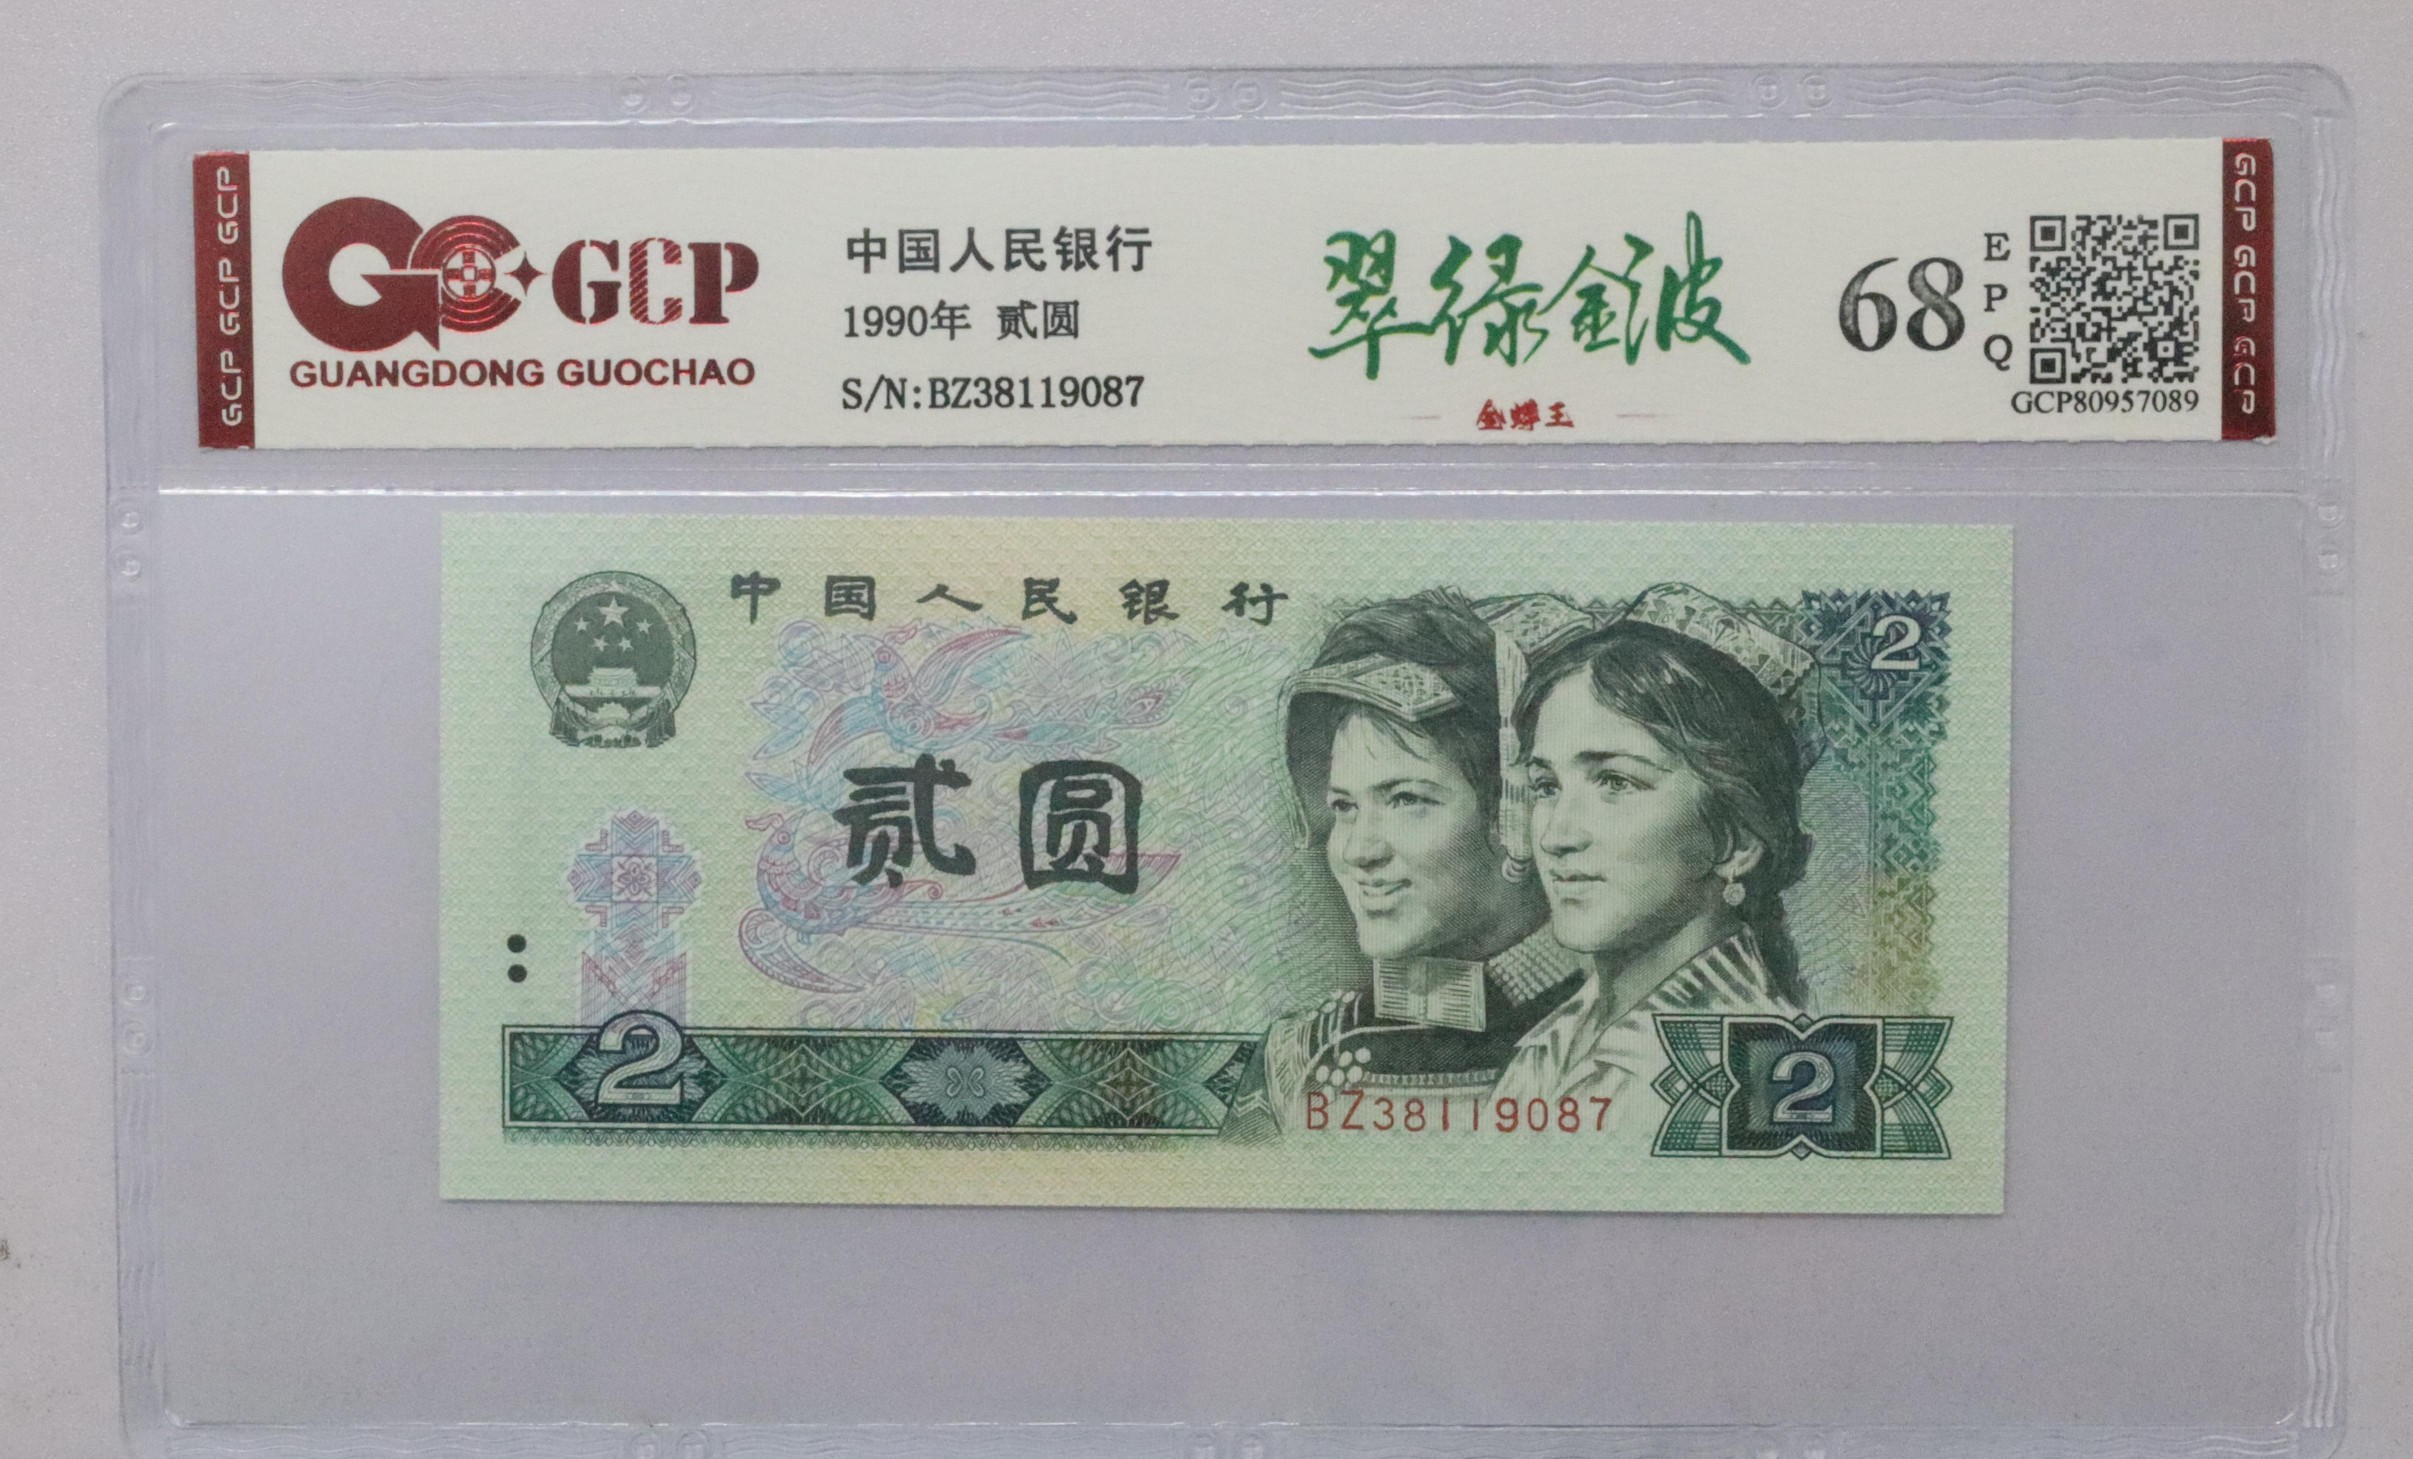 GCP GCP GCP
GCP
GUANGDONG GUOCHAO
中国人民银行
1990年 贰圆
S/N:BZ38119087
翠绿金波
金蟬王
68
EPQ
GCP80957089
GCP GCP GCP
中国人民银行
2
贰圆
2
BZ38119087
2